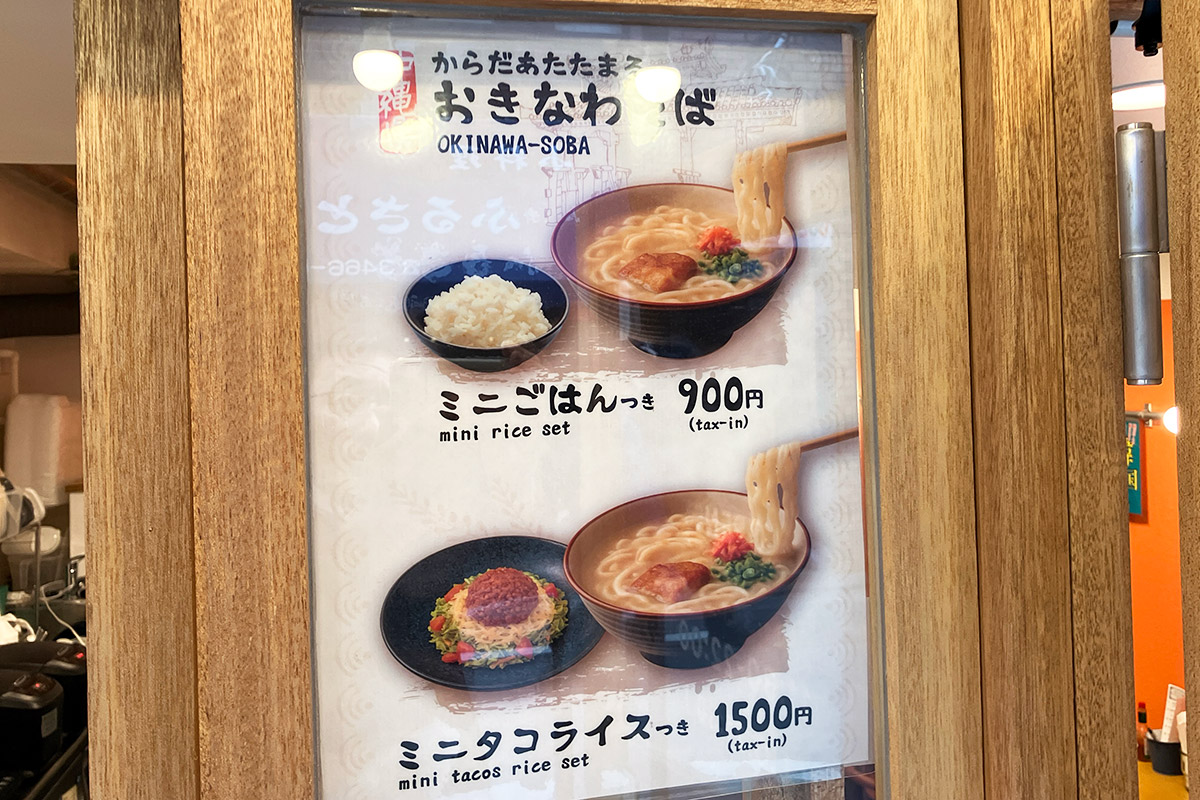 沖縄
からだあたたまる
おきなわそば
OKINAWA-SOBA
ミニごはんつき 900円
mini rice set (tax-in)
ミニタコライスつき 1500円
mini tacos rice set (tax-in)